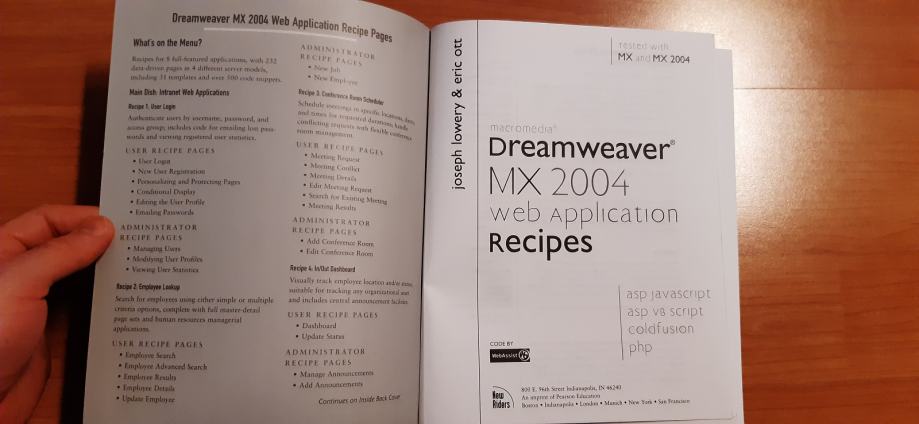 Dreamweaver MX 2004 Web Application Recipe Pages
What's on the Menu?
Recipes for 8 full-featured applications, with 232
data-driven pages in 4 different server models,
including 31 templates and over 500 code snippets.
Main Dish: Intranet Web Applications
Recipe 1: User Login
Authenticate users by username, password, and
access group; includes code for emailing lost pass-
words and viewing registered user statistics.
USER RECIPE PAGES
• User Login
• New User Registration
• Personalizing and Protecting Pages
• Conditional Display
• Editing the User Profile
• Emailing Passwords
ADMINISTRATOR
RECIPE PAGES
• Managing Users
• Modifying User Profiles
• Viewing User Statistics
Recipe 2: Employee Lookup
Search for employees using either simple or multiple
criteria options, complete with full master-detail
page sets and human resources managerial
applications.
USER RECIPE PAGES
• Employee Search
• Employee Advanced Search
• Employee Results
• Employee Details
• Update Employee
ADMINISTRATOR
RECIPE PAGES
• New Job
• New Employee
Recipe 3: Conference Room Scheduler
Schedule meetings in specific locations, dates,
and times for requested durations; handle
conflicting requests with flexible conference
room management.
USER RECIPE PAGES
• Meeting Request
• Meeting Conflict
• Meeting Details
• Edit Meeting Request
• Search for Existing Meeting
• Meeting Results
ADMINISTRATOR
RECIPE PAGES
• Add Conference Room
• Edit Conference Room
Recipe 4: In/Out Dashboard
Visually track employee location and/or status,
suitable for tracking any organizational unit
and includes central announcement facilities.
USER RECIPE PAGES
• Dashboard
• Update Status
ADMINISTRATOR
RECIPE PAGES
• Manage Announcements
• Add Announcements
Continues on Inside Back Cover
joseph lowery & eric ott
tested with
MX and MX 2004
macromedia®
Dreamweaver®
MX 2004
web Application
Recipes
asp javascript
asp vb script
coldfusion
php
CODE BY
WebAssist
New
Riders
800 E. 96th Street Indianapolis, IN 46240
An imprint of Pearson Education
Boston • Indianapolis • London • Munich • New York • San Francisco